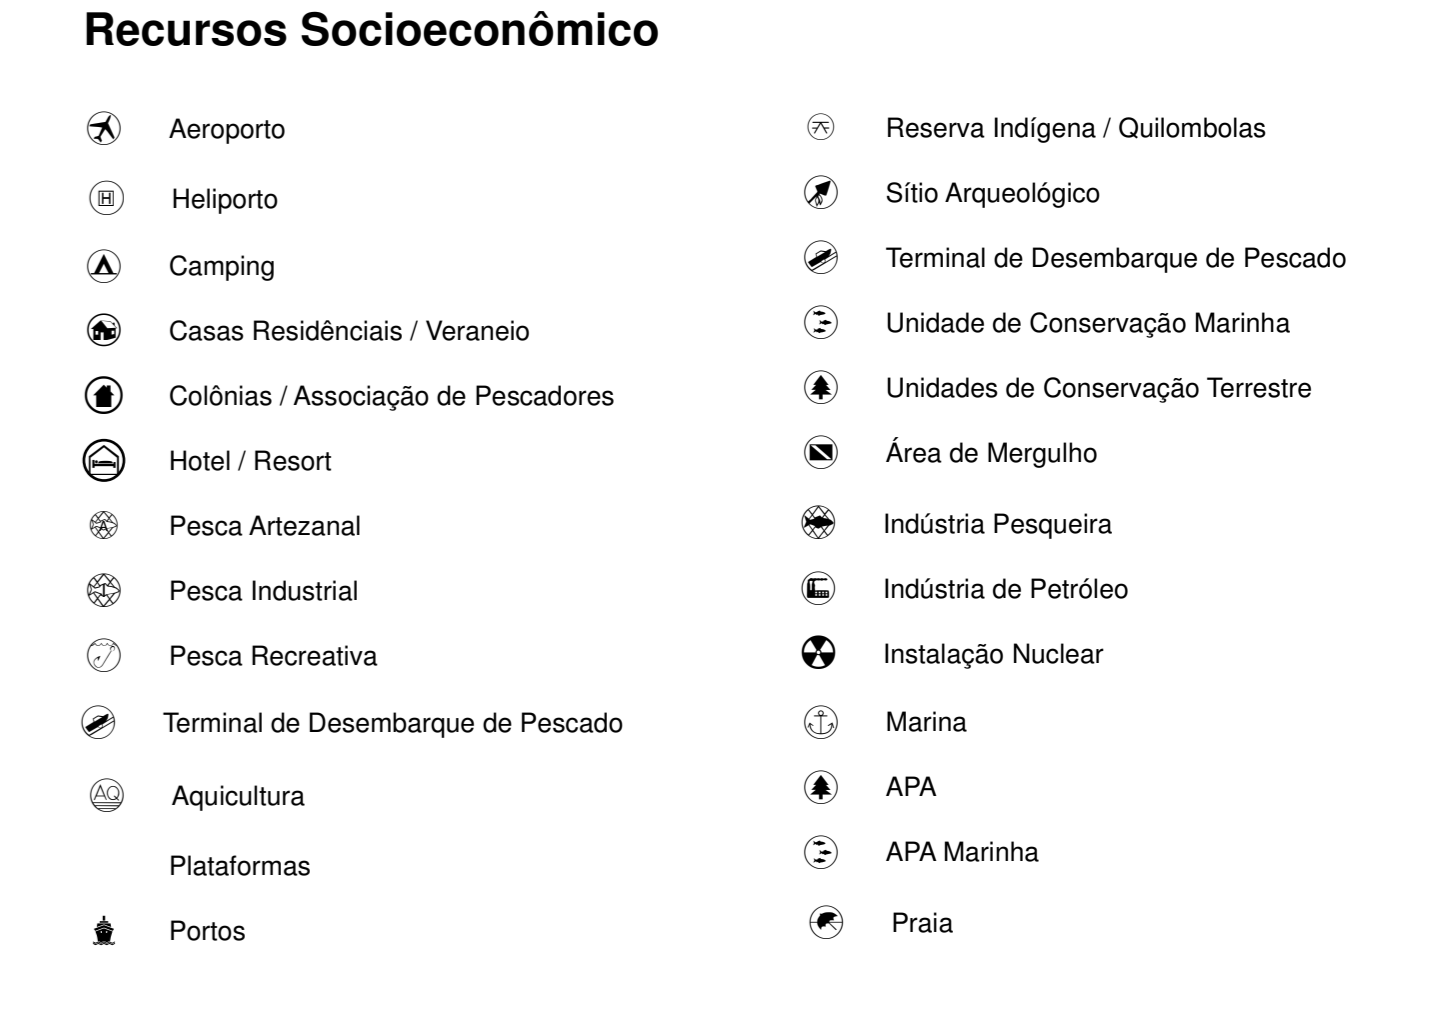 Recursos Socioeconômico
Aeroporto
Heliporto
H
Camping
Casas Residênciais / Veraneio
Colônias / Associação de Pescadores
Hotel / Resort
Pesca Artezanal
A
Pesca Industrial
I
Pesca Recreativa
Terminal de Desembarque de Pescado
AQ
Aquicultura
Plataformas
Portos
Reserva Indígena / Quilombolas
Sítio Arqueológico
Terminal de Desembarque de Pescado
Unidade de Conservação Marinha
Unidades de Conservação Terrestre
Área de Mergulho
Indústria Pesqueira
Indústria de Petróleo
Instalação Nuclear
Marina
APA
APA Marinha
Praia